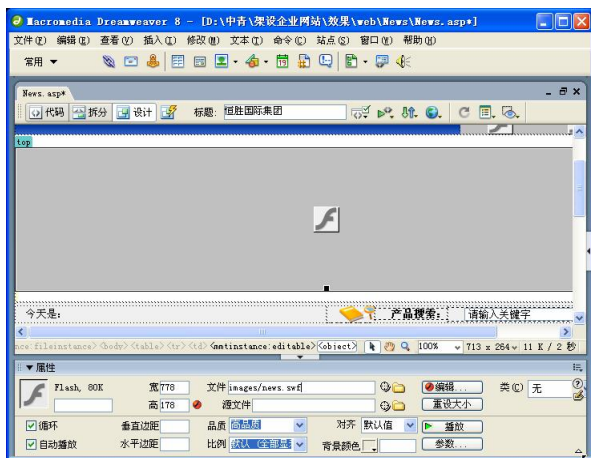 Macromedia Dreamweaver 8 - [D:\中青\架设企业网站\效果\web\News\News.asp*]
文件(F) 编辑(E) 查看(V) 插入(I) 修改(M) 文本(T) 命令(C) 站点(S) 窗口(W) 帮助(H)
常用
News.asp*
代码 拆分 设计 标题: 恒胜国际集团
top
今天是: 产品搜索: 请输入关键字
<body> <table> <tr> <td> <mmtinstance:editable> <object> 100% 713 x 264 11 K / 2 秒
属性
Flash, 80K 宽 778 文件 images/news.swf 编辑... 类(C) 无
高 178 源文件 重设大小
循环 垂直边距 品质 高品质 对齐 默认值 播放
自动播放 水平边距 比例 默认 (全部显 背景颜色 参数...